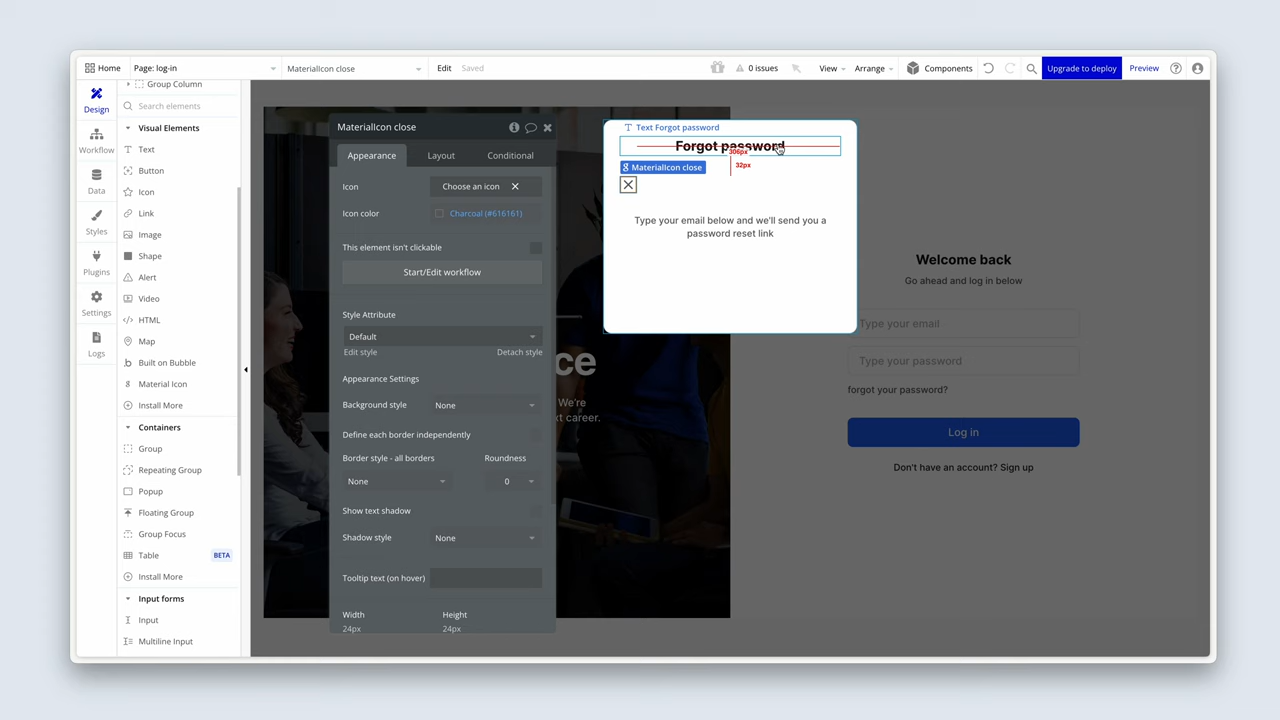 Home
Page: log-in
MaterialIcon close
Edit
Saved
0 issues
View
Arrange
Components
Upgrade to deploy
Preview
Design
Workflow
Data
Styles
Plugins
Settings
Logs
Group Column
Search elements
Visual Elements
Text
Button
Icon
Link
Image
Shape
Alert
Video
HTML
Map
Built on Bubble
Material Icon
Install More
Containers
Group
Repeating Group
Popup
Floating Group
Group Focus
Table
BETA
Install More
Input forms
Input
Multiline Input
MaterialIcon close
Appearance
Layout
Conditional
Icon
Choose an icon
Icon color
Charcoal (#616161)
This element isn't clickable
Start/Edit workflow
Style Attribute
Default
Edit style
Detach style
Appearance Settings
Background style
None
Define each border independently
Border style - all borders
Roundness
None
0
Show text shadow
Shadow style
None
Tooltip text (on hover)
Width
Height
24px
24px
Text Forgot password
Forgot password
306px
32px
MaterialIcon close
Type your email below and we'll send you a
password reset link
ce
We're
t career.
Welcome back
Go ahead and log in below
Type your email
Type your password
forgot your password?
Log in
Don't have an account? Sign up